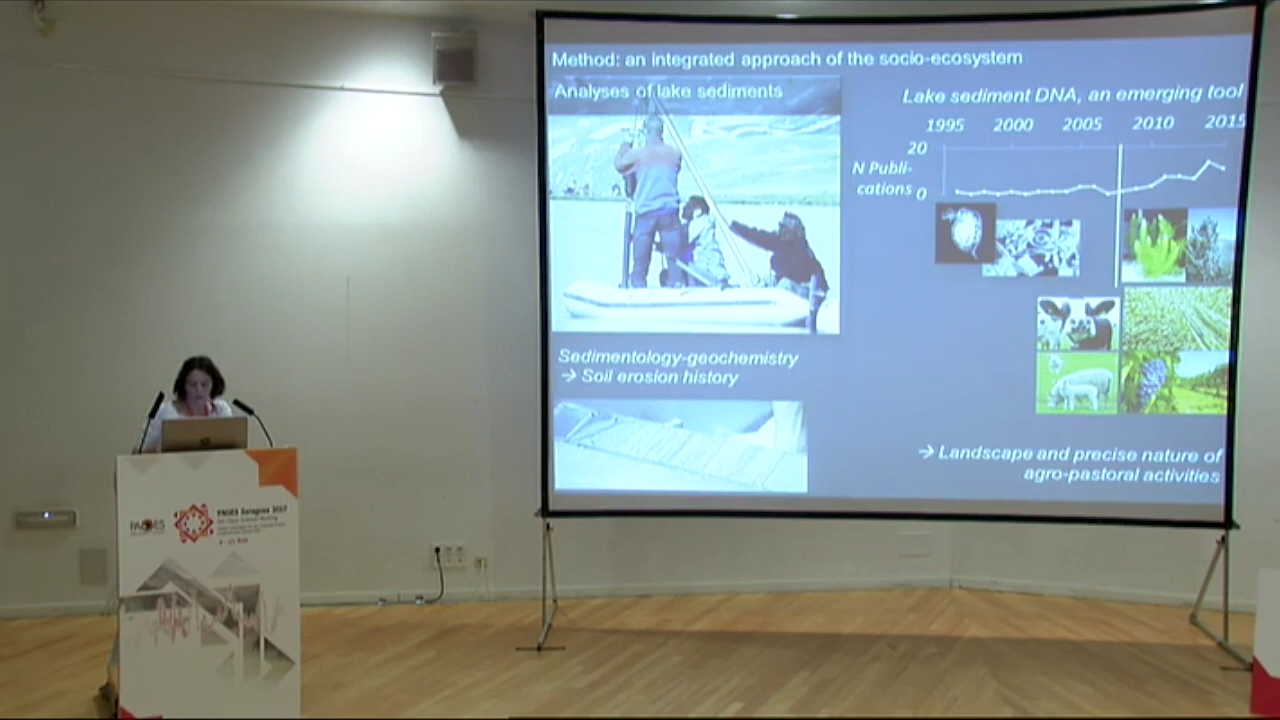 Method: an integrated approach of the socio-ecosystem
Analyses of lake sediments
Lake sediment DNA, an emerging tool
1995 2000 2005 2010 2015
20
N Publi-
cations 0
Sedimentology-geochemistry
→ Soil erosion history
→ Landscape and precise nature of
agro-pastoral activities
PAGES
PAGES Zaragoza 2017